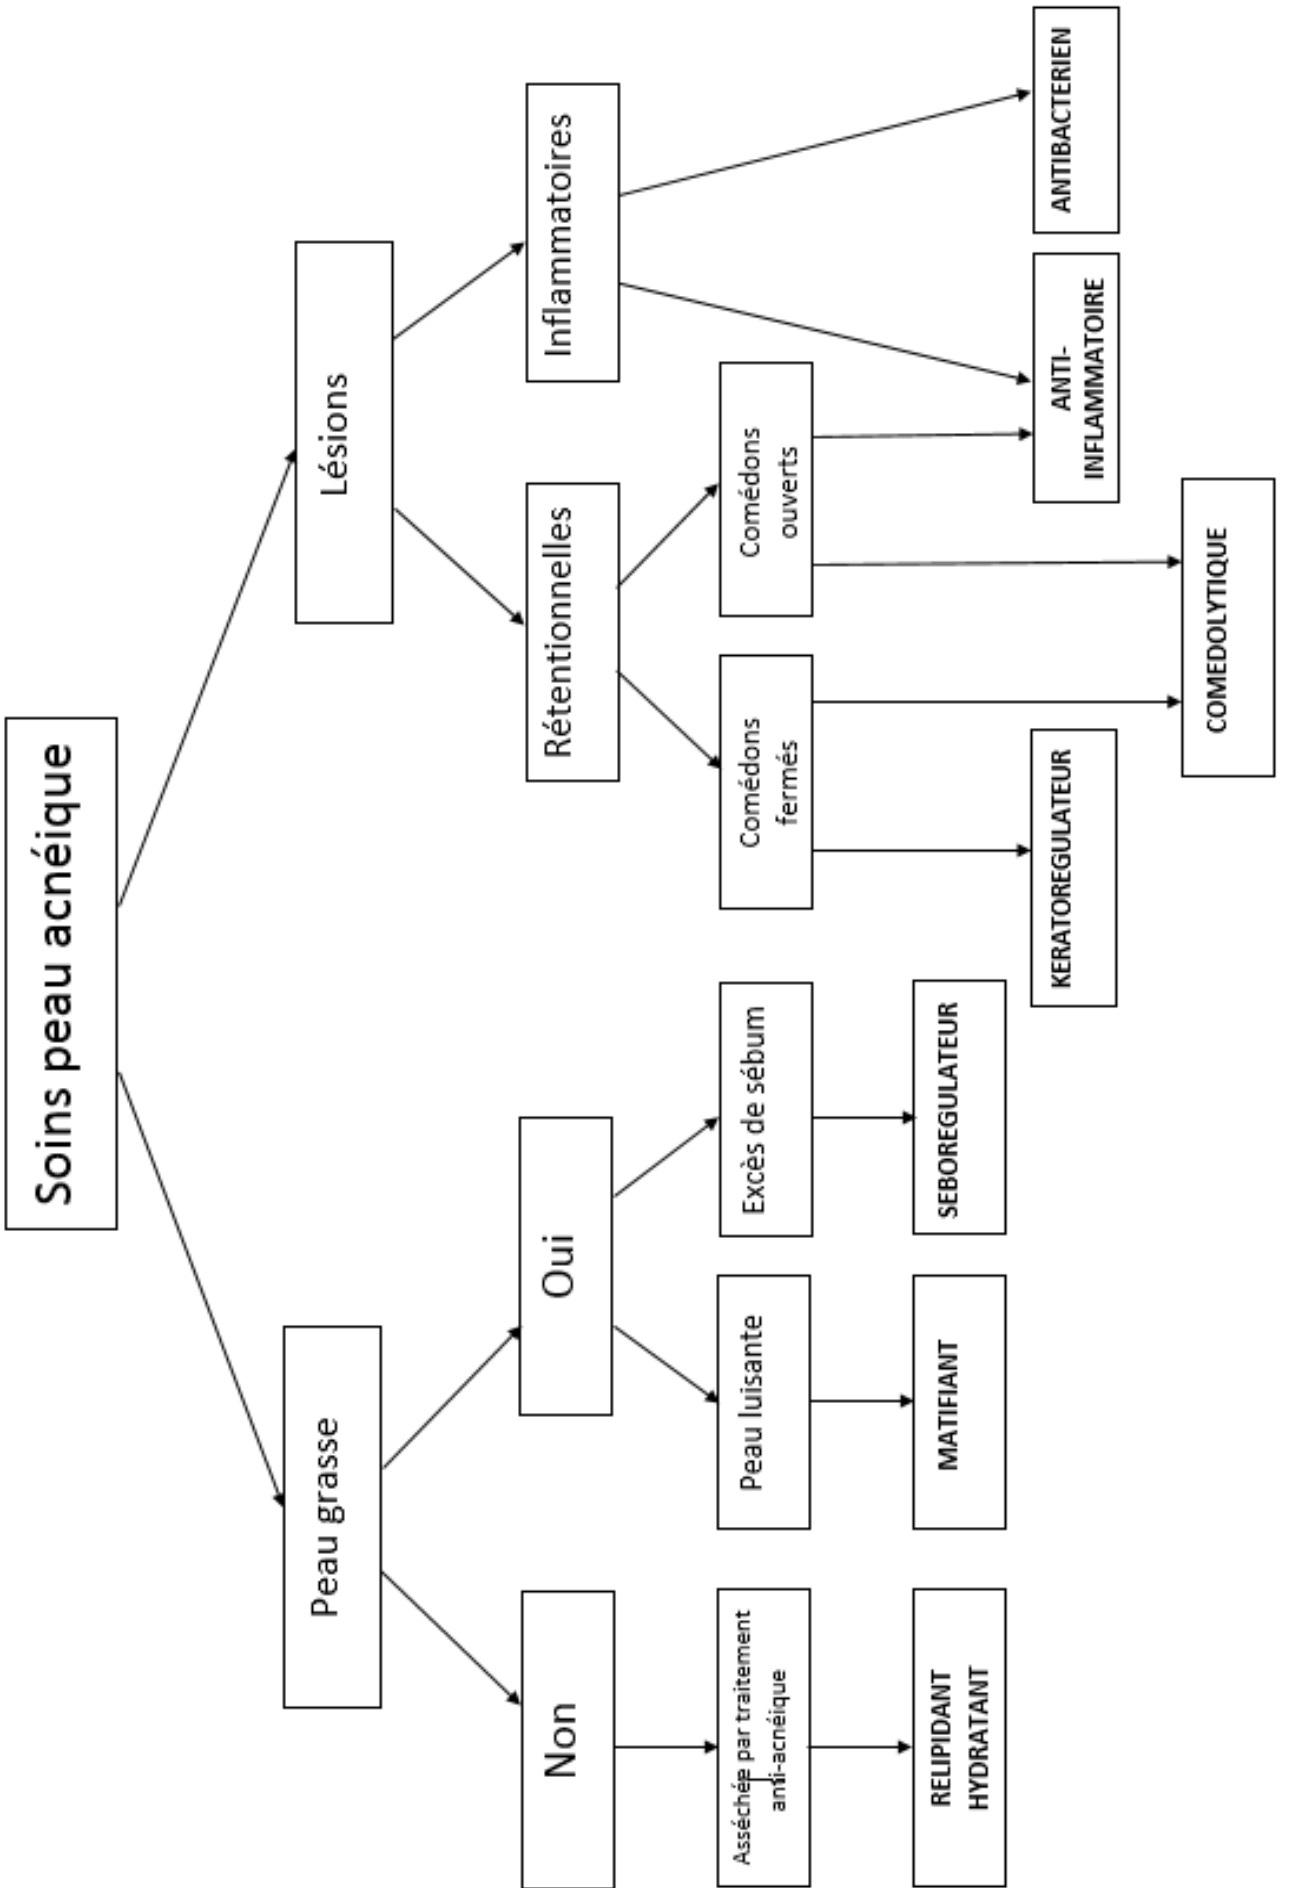 Soins peau acnéique
Peau grasse
Lésions
Non
Oui
Rétentionnelles
Inflammatoires
Asséchée par traitement
anti-acnéique
Peau luisante
Excès de sébum
Comédons
fermés
Comédons
ouverts
RELIPIDANT
HYDRATANT
MATIFIANT
SEBOREGULATEUR
KERATOREGULATEUR
ANTI-
INFLAMMATOIRE
ANTIBACTERIEN
COMEDOLYTIQUE